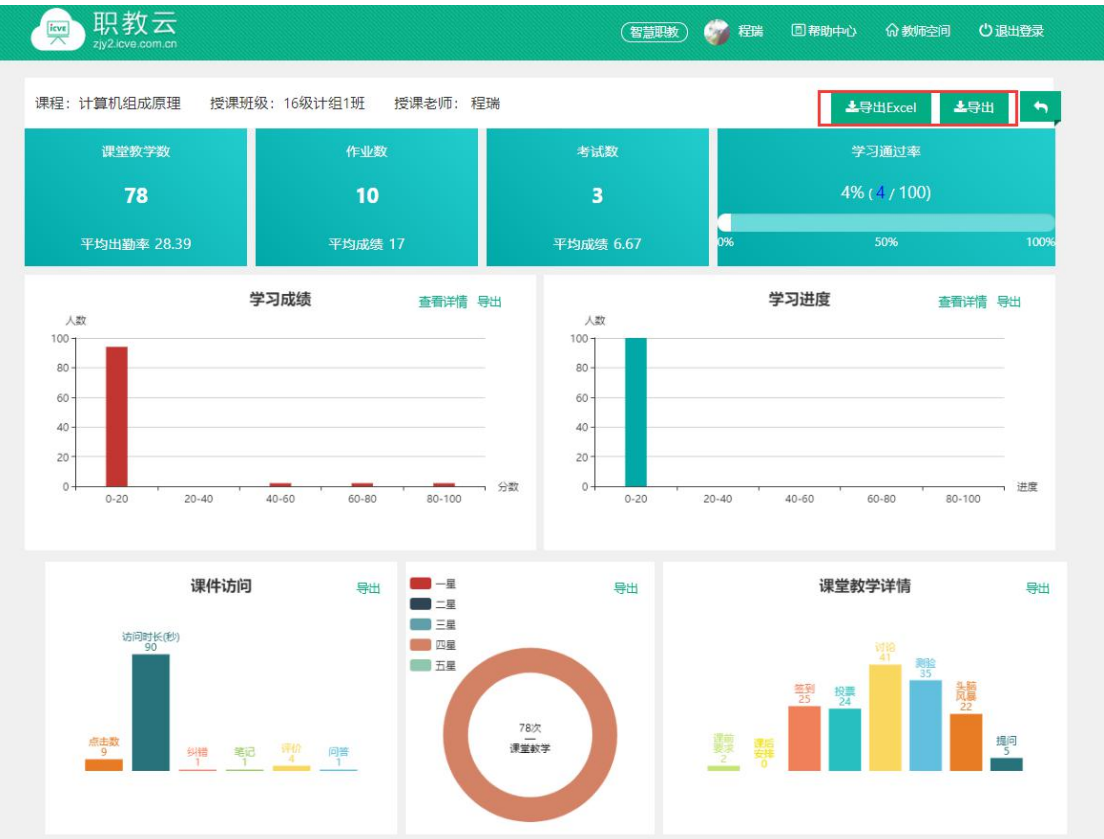 icve
职教云
zjy2.icve.com.cn
智慧职教
程瑞
帮助中心
教师空间
退出登录
课程：计算机组成原理 授课班级：16级计组1班 授课老师：程瑞
导出Excel
导出
课堂教学数
78
平均出勤率 28.39
作业数
10
平均成绩 17
考试数
3
平均成绩 6.67
学习通过率
4% ( 4 / 100)
0% 50% 100%
学习成绩
查看详情 导出
人数
100
80
60
40
20
0
0-20 20-40 40-60 60-80 80-100
分数
学习进度
查看详情 导出
人数
100
80
60
40
20
0
0-20 20-40 40-60 60-80 80-100
进度
课件访问
导出
点击数
9
访问时长(秒)
90
纠错
1
笔记
1
评价
4
问答
1
导出
一星
二星
三星
四星
五星
78次
课堂教学
课堂教学详情
导出
课前
要求
2
课后
安排
0
签到
25
投票
24
讨论
41
测验
35
头脑
风暴
22
提问
5